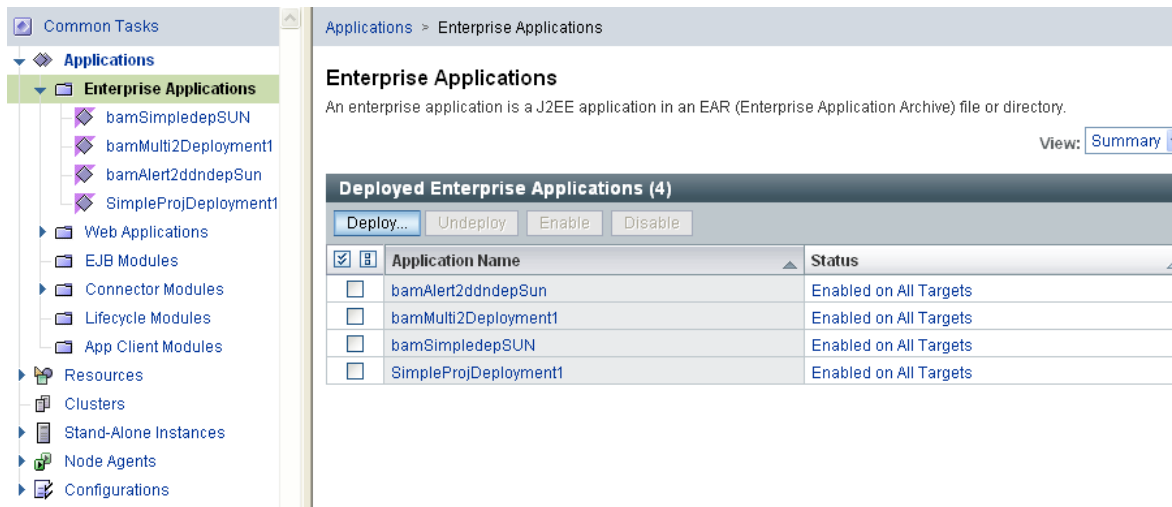 Common Tasks
Applications
Enterprise Applications
bamSimpledepSUN
bamMulti2Deployment1
bamAlert2ddndepSun
SimpleProjDeployment1
Web Applications
EJB Modules
Connector Modules
Lifecycle Modules
App Client Modules
Resources
Clusters
Stand-Alone Instances
Node Agents
Configurations
Applications > Enterprise Applications
Enterprise Applications
An enterprise application is a J2EE application in an EAR (Enterprise Application Archive) file or directory.
View: Summary
Deployed Enterprise Applications (4)
Deploy... Undeploy Enable Disable
Application Name Status
bamAlert2ddndepSun Enabled on All Targets
bamMulti2Deployment1 Enabled on All Targets
bamSimpledepSUN Enabled on All Targets
SimpleProjDeployment1 Enabled on All Targets